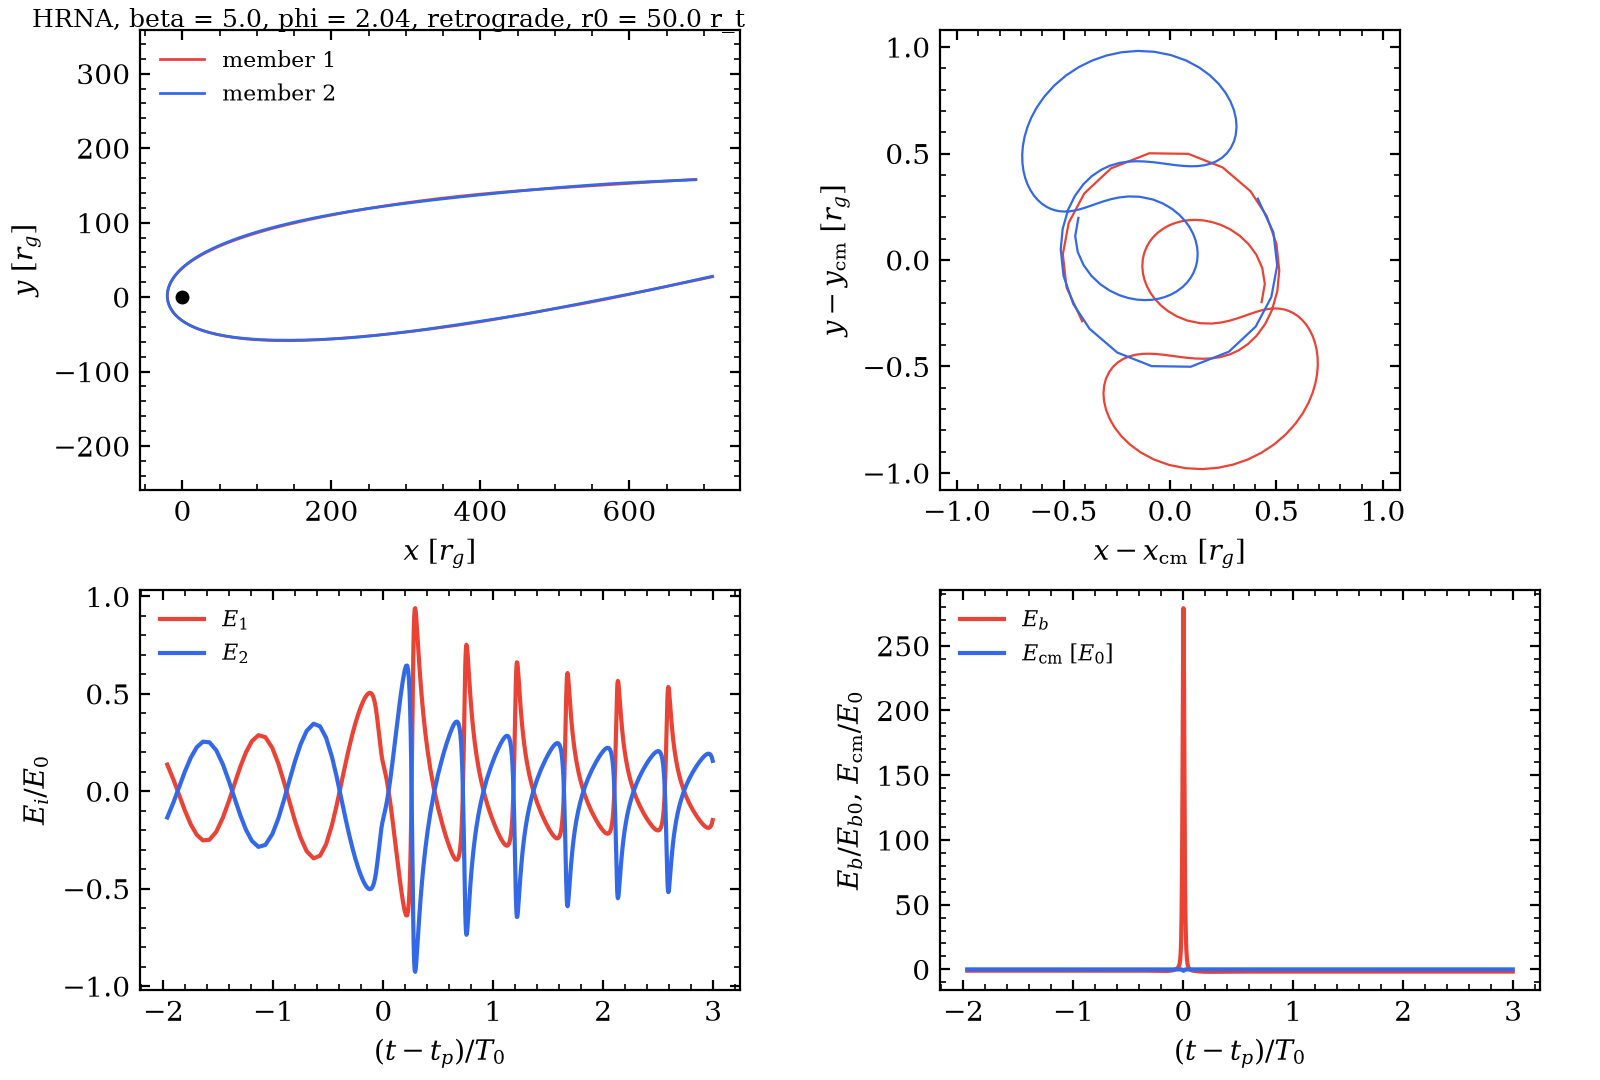 HRNA, beta = 5.0, phi = 2.04, retrograde, r0 = 50.0 r_t
member 1
member 2
300
200
100
0
−100
−200
y [r_g]
0 200 400 600
x [r_g]
1.0
0.5
0.0
−0.5
−1.0
y − y_cm [r_g]
−1.0 −0.5 0.0 0.5 1.0
x − x_cm [r_g]
E_1
E_2
1.0
0.5
0.0
−0.5
−1.0
E_i/E_0
−2 −1 0 1 2 3
(t − t_p)/T_0
E_b
E_cm [E_0]
250
200
150
100
50
0
E_b/E_b0, E_cm/E_0
−2 −1 0 1 2 3
(t − t_p)/T_0